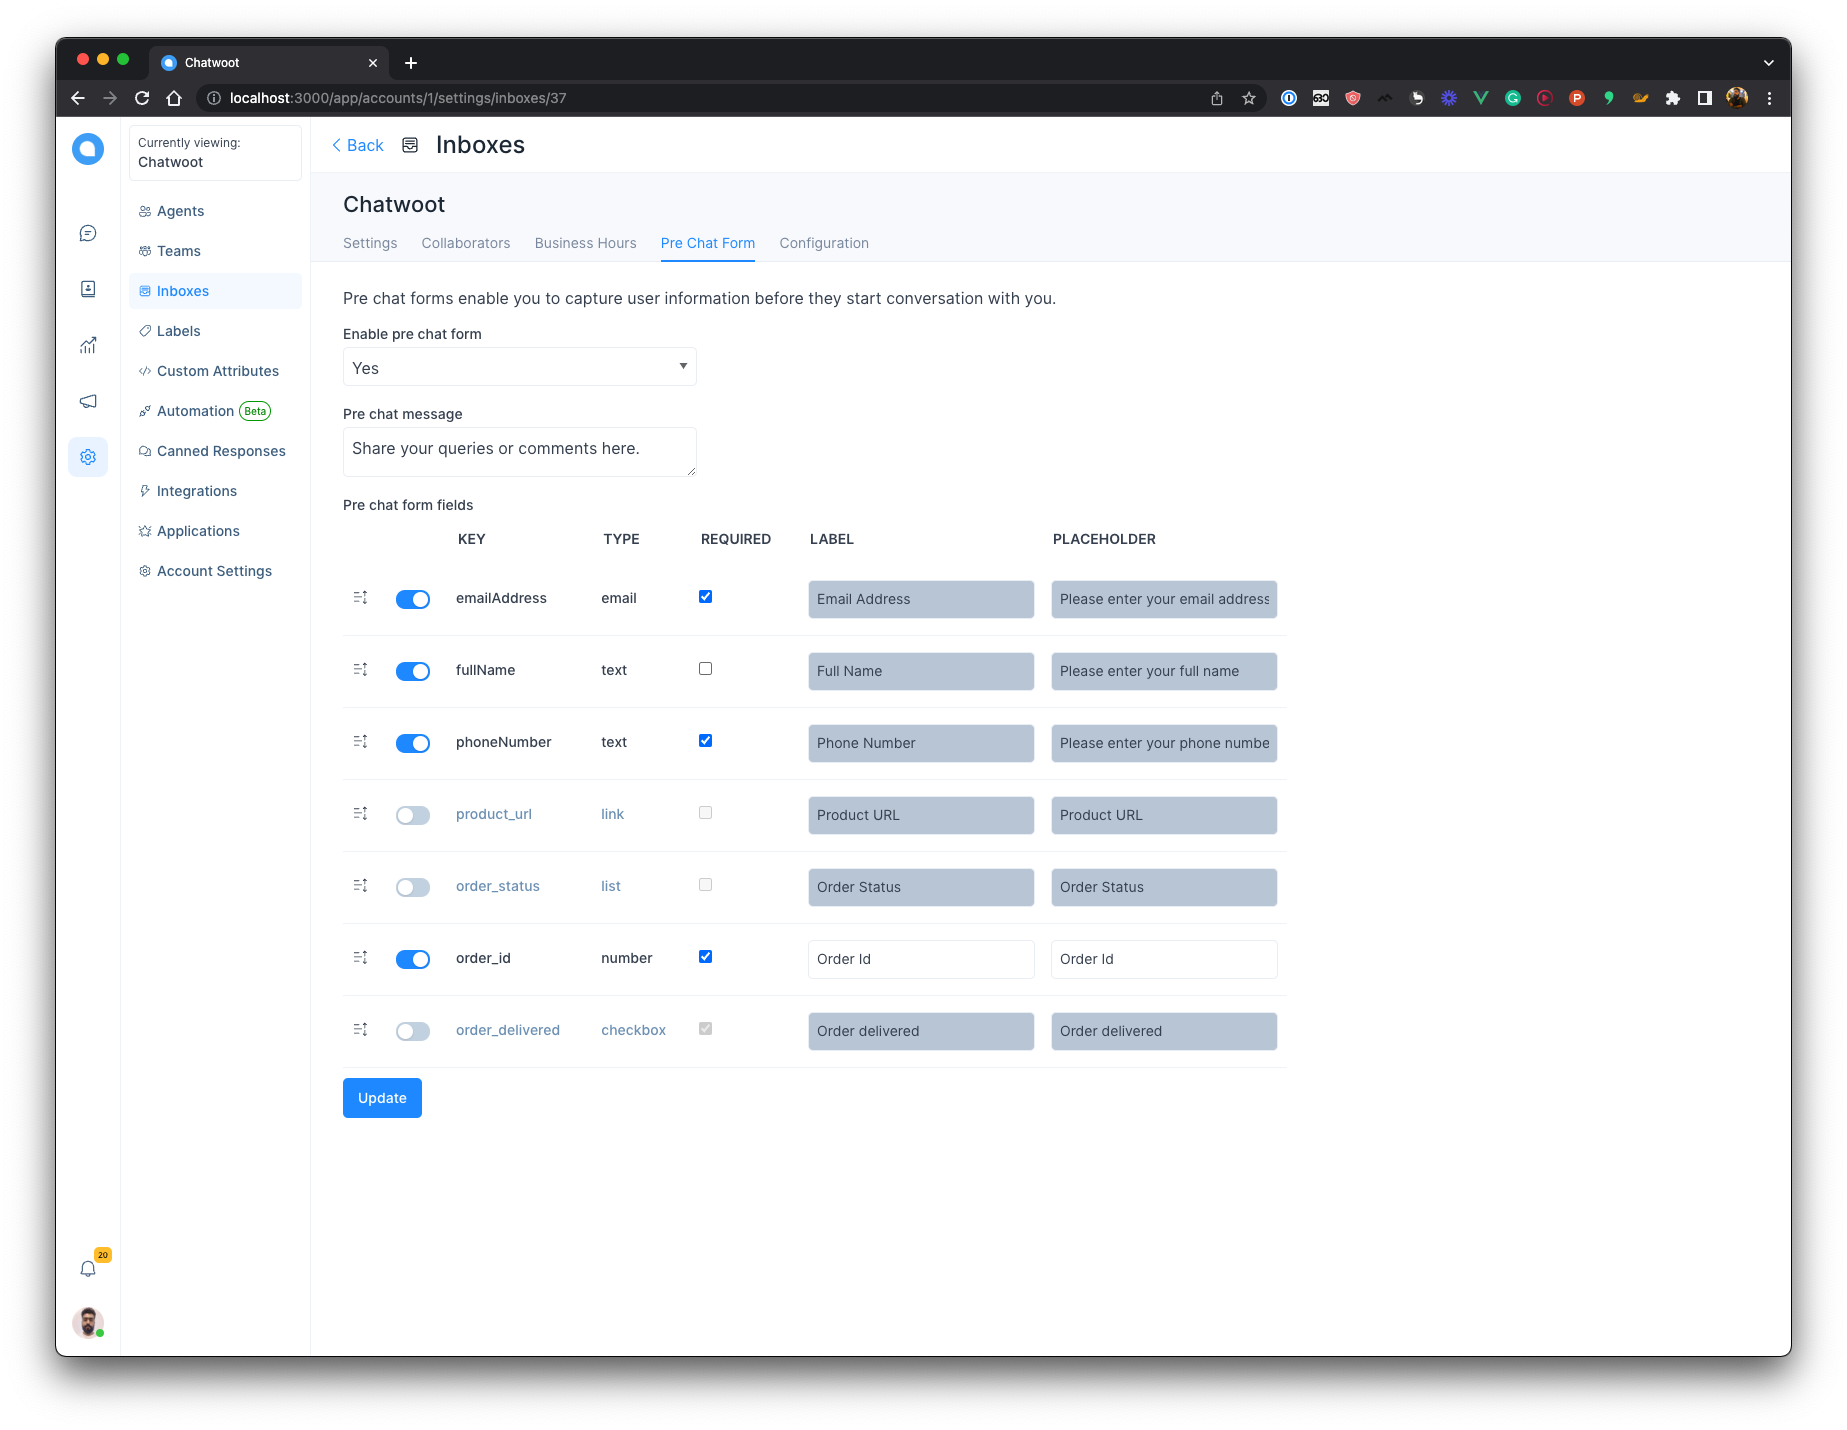 Chatwoot
localhost:3000/app/accounts/1/settings/inboxes/37
Currently viewing:
Chatwoot
Agents
Teams
Inboxes
Labels
Custom Attributes
Automation Beta
Canned Responses
Integrations
Applications
Account Settings
20
Back Inboxes
Chatwoot
Settings Collaborators Business Hours Pre Chat Form Configuration
Pre chat forms enable you to capture user information before they start conversation with you.
Enable pre chat form
Yes
Pre chat message
Share your queries or comments here.
Pre chat form fields
KEY TYPE REQUIRED LABEL PLACEHOLDER
emailAddress email Email Address Please enter your email address
fullName text Full Name Please enter your full name
phoneNumber text Phone Number Please enter your phone numbe
product_url link Product URL Product URL
order_status list Order Status Order Status
order_id number Order Id Order Id
order_delivered checkbox Order delivered Order delivered
Update